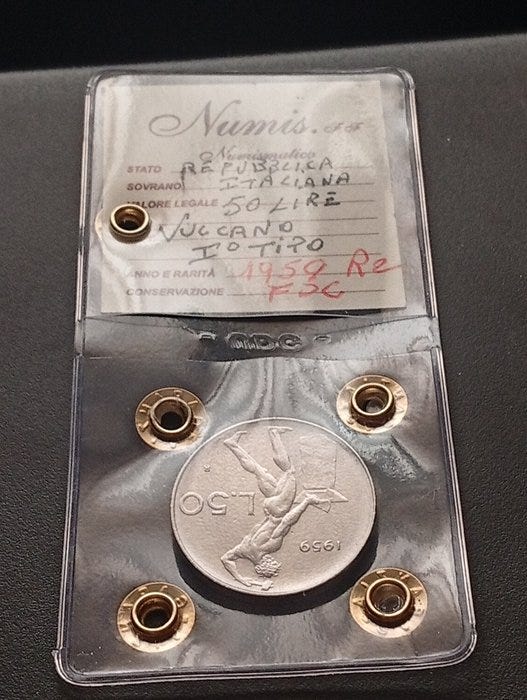 Numis.
Numismatico
STATO REPUBBLICA
SOVRANO ITALIANA
VALORE LEGALE 50 LIRE
VULCANO
I° TIPO
ANNO E RARITÀ 1959 R2
CONSERVAZIONE FDC
L.50
1959